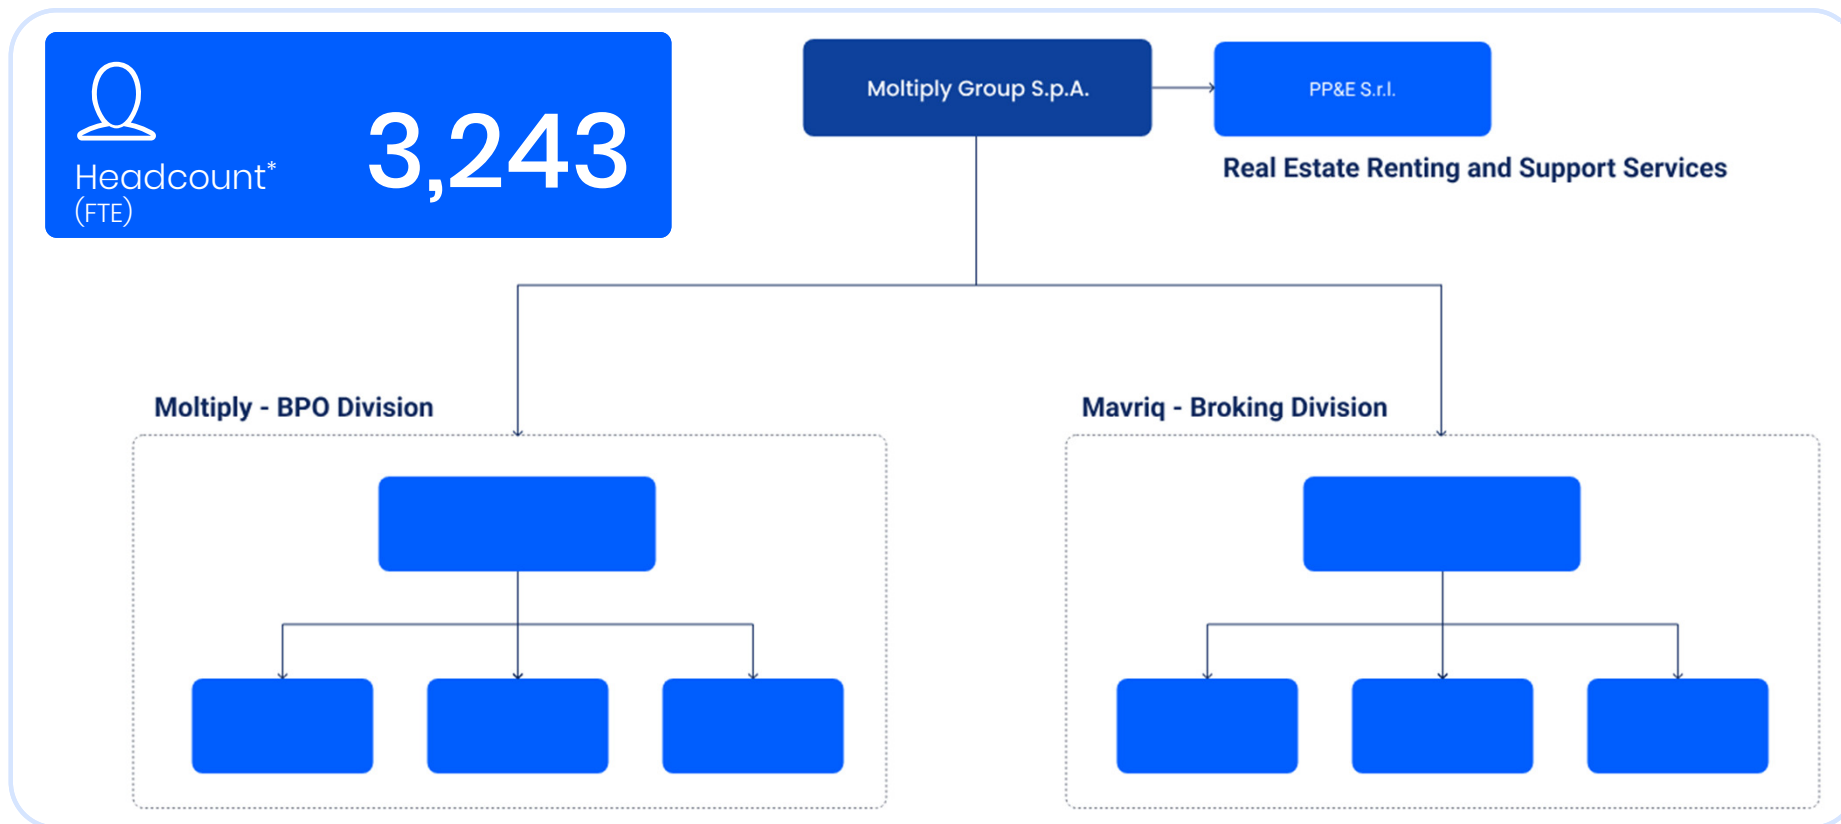 Headcount*
(FTE)
3,243
Moltiply Group S.p.A.
PP&E S.r.l.
Real Estate Renting and Support Services
Moltiply - BPO Division
Mavriq - Broking Division